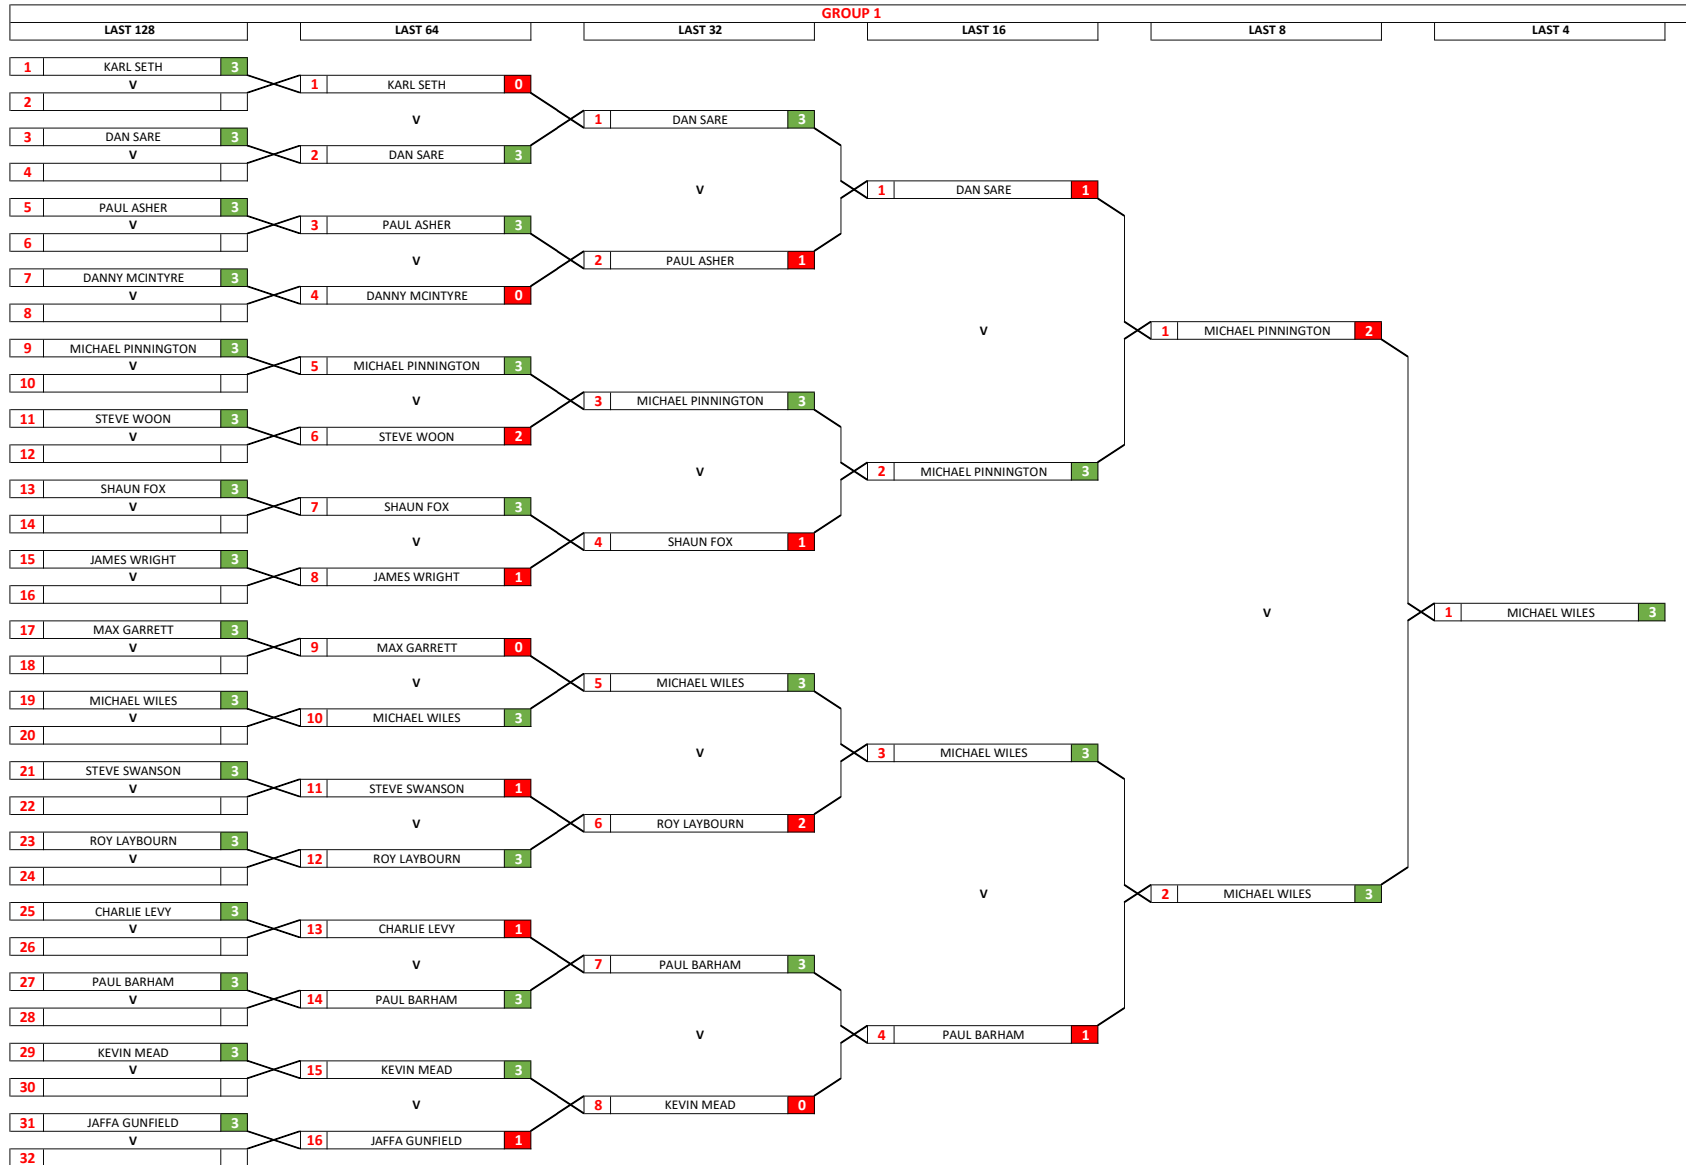 GROUP 1
LAST 128 LAST 64 LAST 32 LAST 16 LAST 8 LAST 4
1 KARL SETH 3
V
2
3 DAN SARE 3
V
4
5 PAUL ASHER 3
V
6
7 DANNY MCINTYRE 3
V
8
9 MICHAEL PINNINGTON 3
V
10
11 STEVE WOON 3
V
12
13 SHAUN FOX 3
V
14
15 JAMES WRIGHT 3
V
16
17 MAX GARRETT 3
V
18
19 MICHAEL WILES 3
V
20
21 STEVE SWANSON 3
V
22
23 ROY LAYBOURN 3
V
24
25 CHARLIE LEVY 3
V
26
27 PAUL BARHAM 3
V
28
29 KEVIN MEAD 3
V
30
31 JAFFA GUNFIELD 3
V
32
1 KARL SETH 0
V
2 DAN SARE 3
3 PAUL ASHER 3
V
4 DANNY MCINTYRE 0
5 MICHAEL PINNINGTON 3
V
6 STEVE WOON 2
7 SHAUN FOX 3
V
8 JAMES WRIGHT 1
9 MAX GARRETT 0
V
10 MICHAEL WILES 3
11 STEVE SWANSON 1
V
12 ROY LAYBOURN 3
13 CHARLIE LEVY 1
V
14 PAUL BARHAM 3
15 KEVIN MEAD 3
V
16 JAFFA GUNFIELD 1
1 DAN SARE 3
V
2 PAUL ASHER 1
3 MICHAEL PINNINGTON 3
V
4 SHAUN FOX 1
5 MICHAEL WILES 3
V
6 ROY LAYBOURN 2
7 PAUL BARHAM 3
V
8 KEVIN MEAD 0
1 DAN SARE 1
V
2 MICHAEL PINNINGTON 3
3 MICHAEL WILES 3
V
4 PAUL BARHAM 1
1 MICHAEL PINNINGTON 2
V
2 MICHAEL WILES 3
1 MICHAEL WILES 3